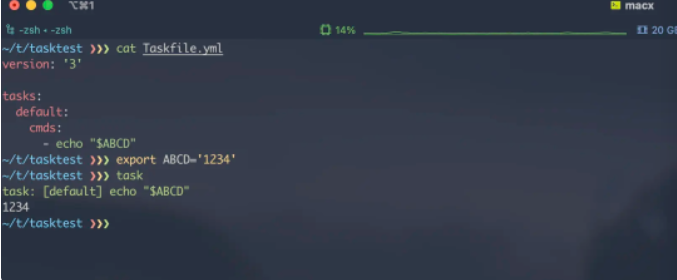 ⌥⌘1
macx
-zsh • -zsh
14%
20 GB
~/t/tasktest ❯❯❯ cat Taskfile.yml
version: '3'
tasks:
default:
cmds:
- echo "$ABCD"
~/t/tasktest ❯❯❯ export ABCD='1234'
~/t/tasktest ❯❯❯ task
task: [default] echo "$ABCD"
1234
~/t/tasktest ❯❯❯